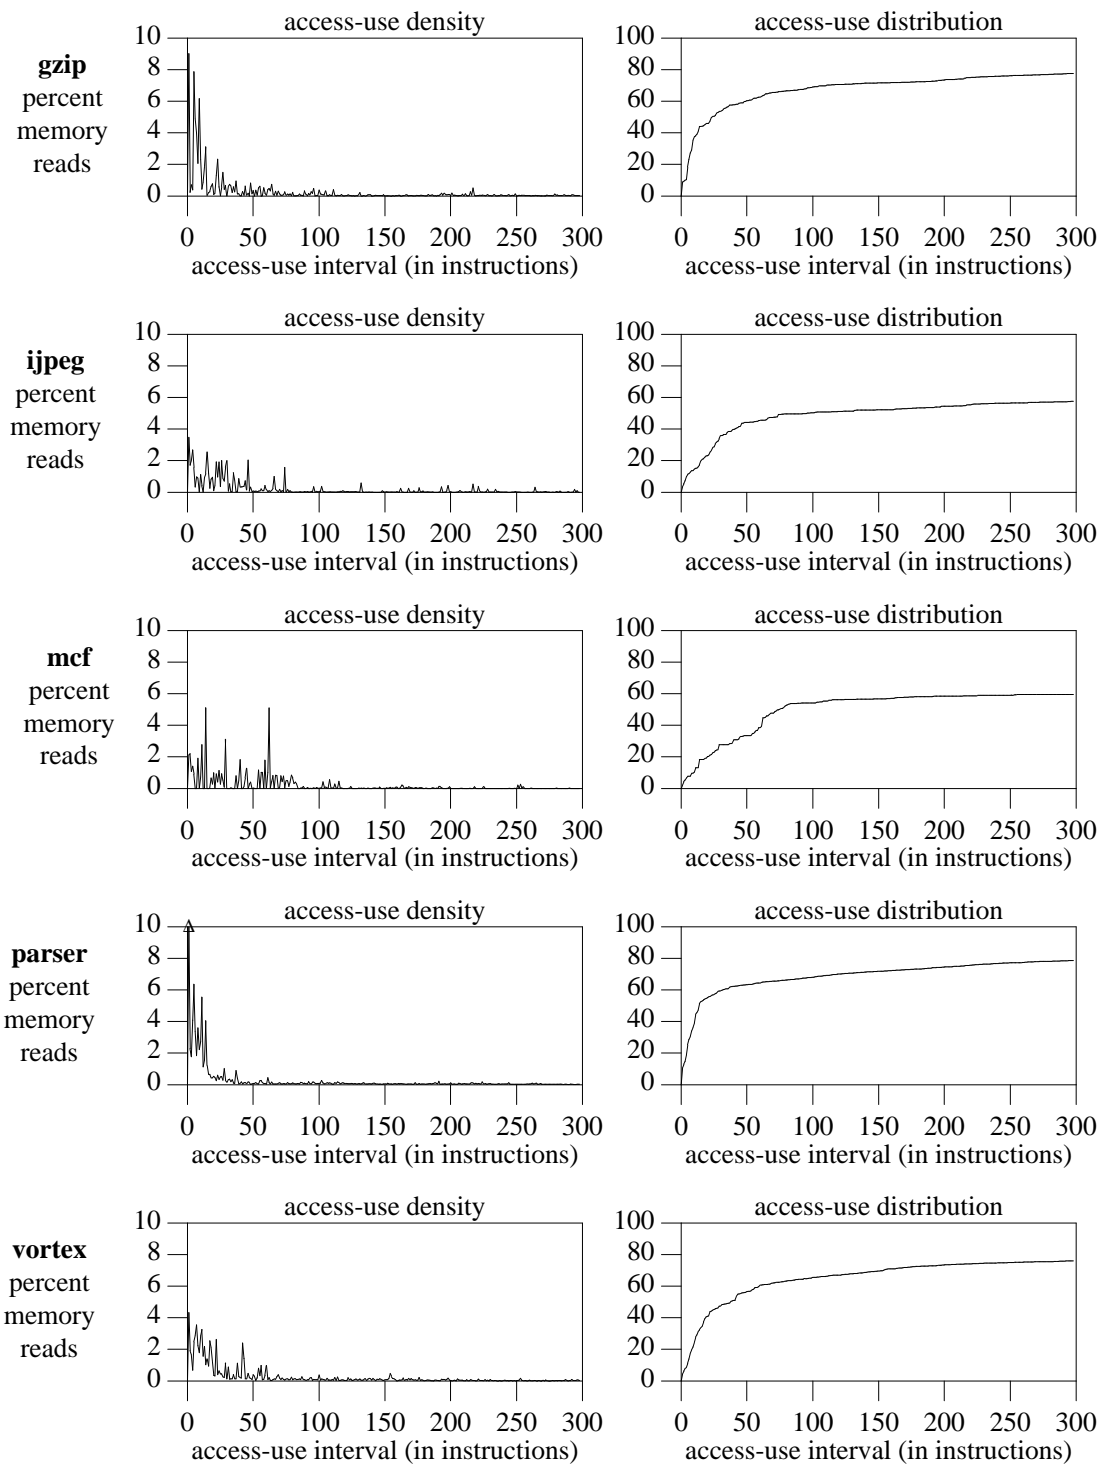 access-use density
access-use distribution
gzip
percent
memory
reads
10
8
6
4
2
0
0 50 100 150 200 250 300
access-use interval (in instructions)
100
80
60
40
20
0
0 50 100 150 200 250 300
access-use interval (in instructions)
access-use density
access-use distribution
ijpeg
percent
memory
reads
10
8
6
4
2
0
0 50 100 150 200 250 300
access-use interval (in instructions)
100
80
60
40
20
0
0 50 100 150 200 250 300
access-use interval (in instructions)
access-use density
access-use distribution
mcf
percent
memory
reads
10
8
6
4
2
0
0 50 100 150 200 250 300
access-use interval (in instructions)
100
80
60
40
20
0
0 50 100 150 200 250 300
access-use interval (in instructions)
access-use density
access-use distribution
parser
percent
memory
reads
10
8
6
4
2
0
0 50 100 150 200 250 300
access-use interval (in instructions)
100
80
60
40
20
0
0 50 100 150 200 250 300
access-use interval (in instructions)
access-use density
access-use distribution
vortex
percent
memory
reads
10
8
6
4
2
0
0 50 100 150 200 250 300
access-use interval (in instructions)
100
80
60
40
20
0
0 50 100 150 200 250 300
access-use interval (in instructions)